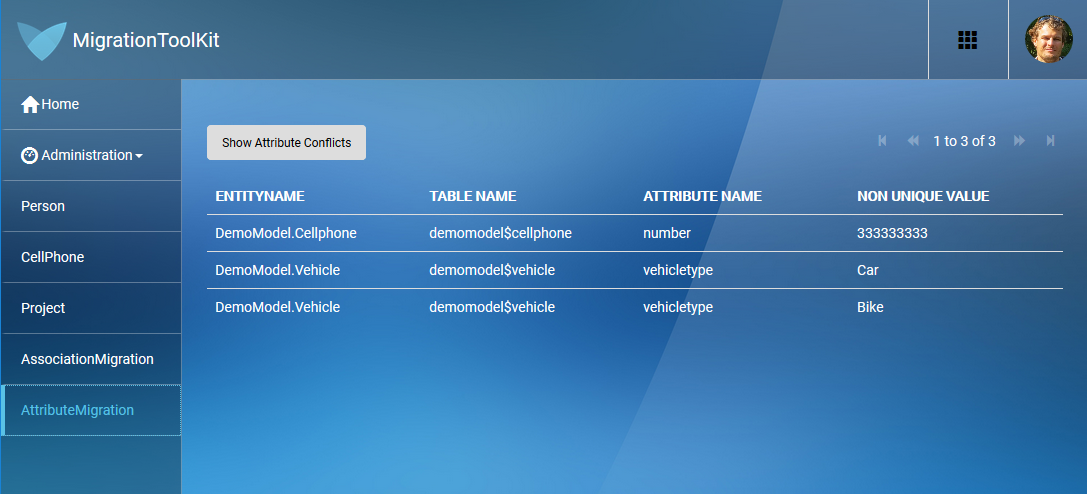 MigrationToolKit
Home
Administration
Person
CellPhone
Project
AssociationMigration
AttributeMigration
Show Attribute Conflicts
1 to 3 of 3
ENTITYNAME TABLE NAME ATTRIBUTE NAME NON UNIQUE VALUE
DemoModel.Cellphone demomodel$cellphone number 333333333
DemoModel.Vehicle demomodel$vehicle vehicletype Car
DemoModel.Vehicle demomodel$vehicle vehicletype Bike